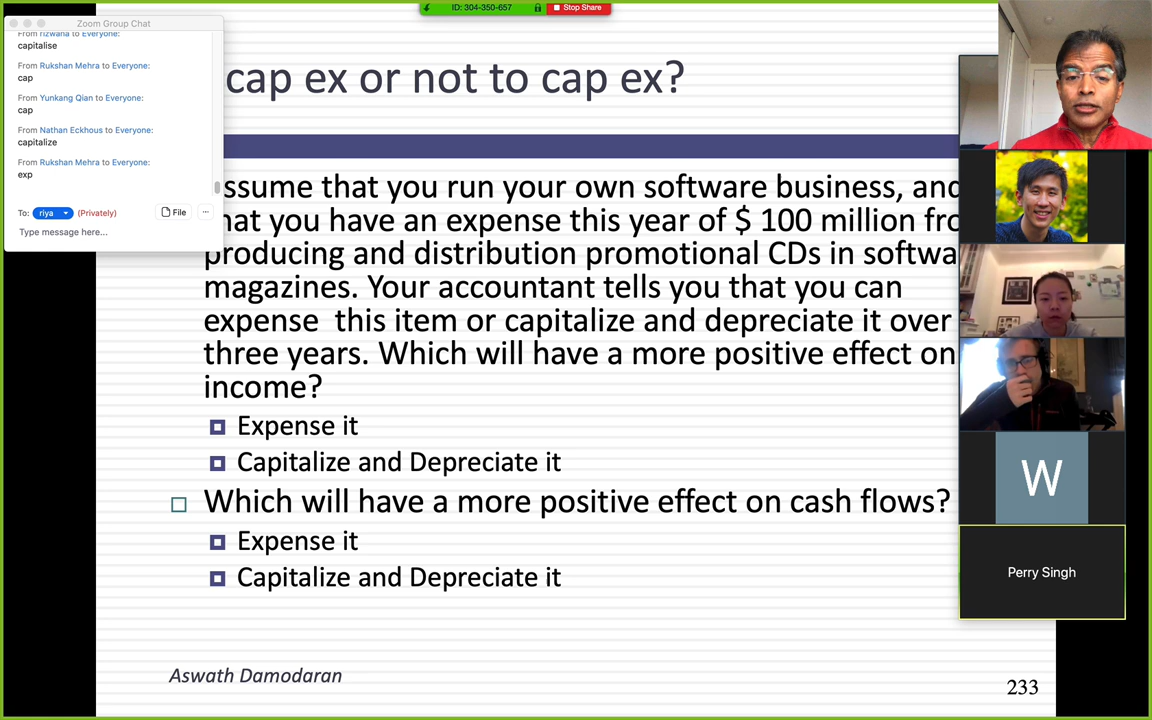 ID: 304-350-657
Stop Share
Zoom Group Chat
From rizwana to Everyone:
capitalise
From Rukshan Mehra to Everyone:
cap
From Yunkang Qian to Everyone:
cap
From Nathan Eckhous to Everyone:
capitalize
From Rukshan Mehra to Everyone:
exp
To: riya (Privately)
File
...
Type message here...
cap ex or not to cap ex?
ssume that you run your own software business, and
hat you have an expense this year of $ 100 million fro
producing and distribution promotional CDs in softwa
magazines. Your accountant tells you that you can
expense this item or capitalize and depreciate it over
three years. Which will have a more positive effect on
income?
Expense it
Capitalize and Depreciate it
Which will have a more positive effect on cash flows?
Expense it
Capitalize and Depreciate it
W
Perry Singh
Aswath Damodaran
233